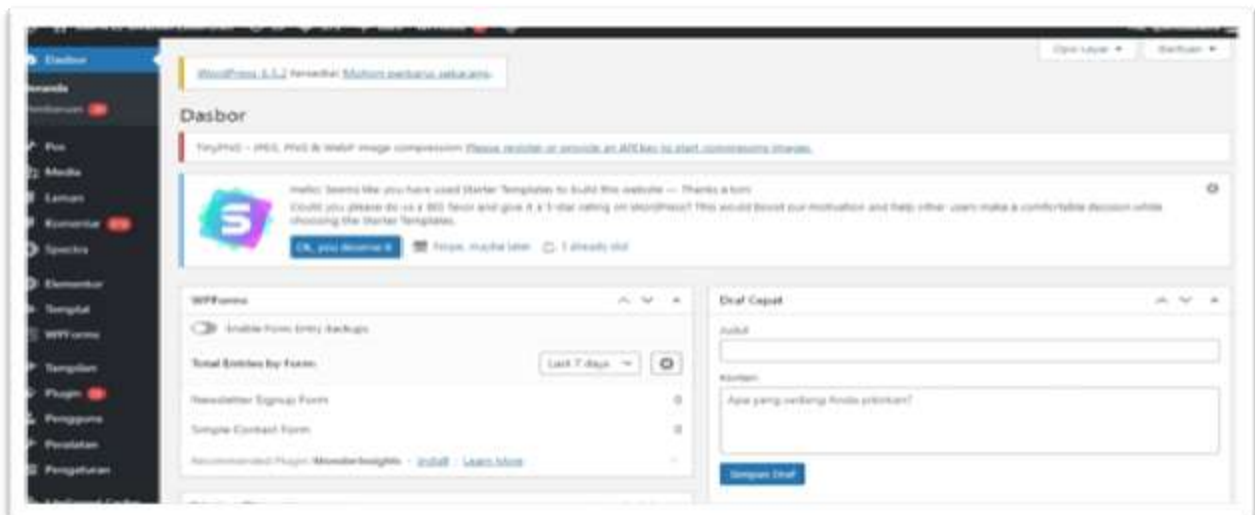 Dasbor
Opsi Layar
Bantuan
Beranda
WordPress 6.5.2 tersedia! Mohon perbarui sekarang.
Pembaruan
Dasbor
Pos
TinyPNG - JPEG, PNG & WebP image compression Please register or provide an API key to start compressing images.
Media
Laman
Hello! Seems like you have used Starter Templates to build this website — Thanks a ton!
Could you please do us a BIG favor and give it a 5-star rating on WordPress? This would boost our motivation and help other users make a comfortable decision while
choosing the Starter Templates.
Komentar
Spectra
Ok, you deserve it
Nope, maybe later
I already did
Elementor
Templat
WPForms
WPForms
Draf Cepat
Enable Form Entry Backups
Judul
Tampilan
Total Entries by Form
Last 7 days
Konten
Plugin
Newsletter Signup Form
0
Apa yang sedang Anda pikirkan?
Pengguna
Simple Contact Form
0
Peralatan
Pengaturan
Recommended Plugin: MonsterInsights - Install - Learn More
Simpan Draf